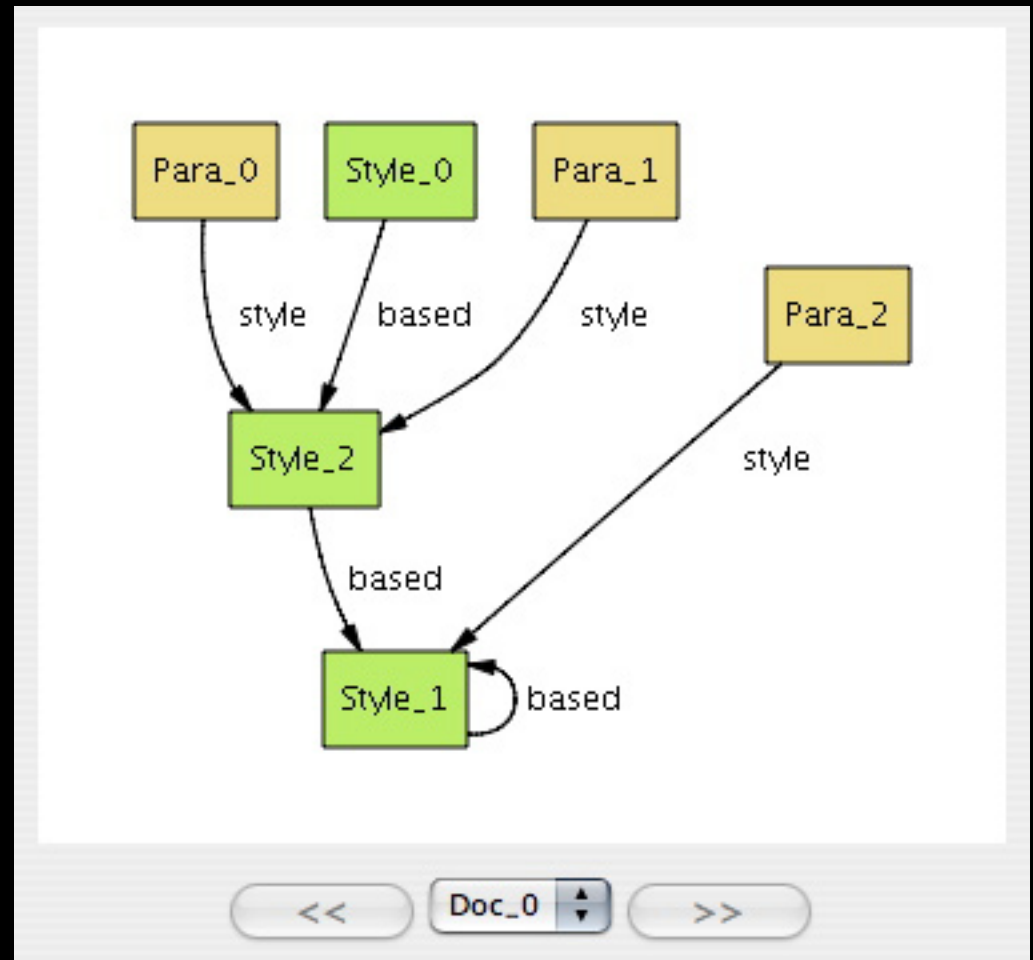 Para_0 Style_0 Para_1
Para_2
style based style
Style_2
style
based
Style_1 based
<< Doc_0 >>